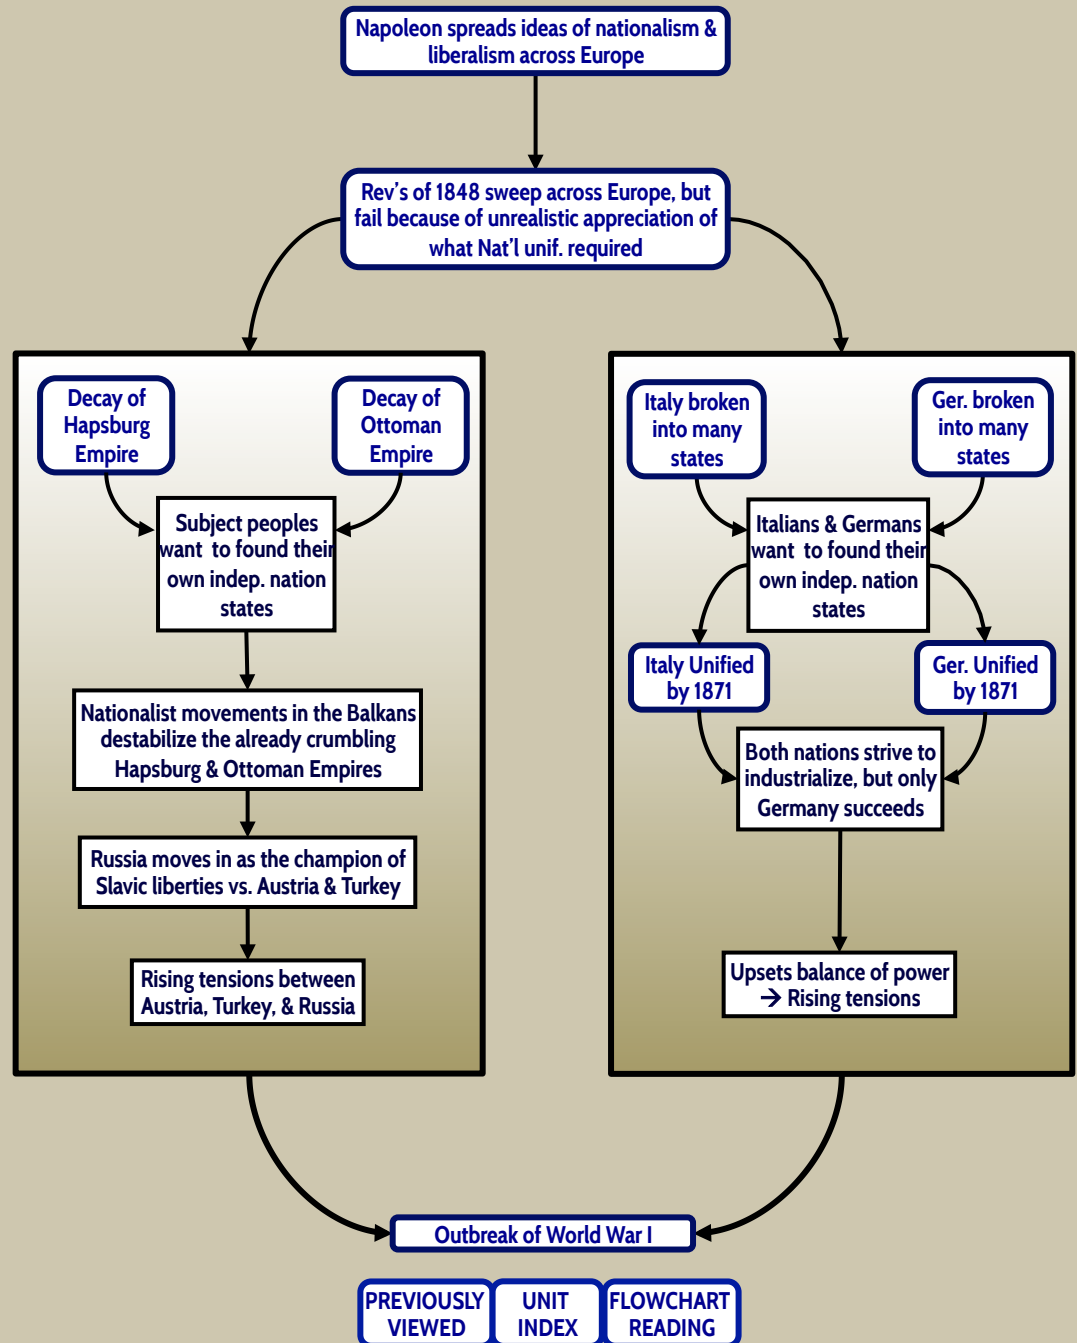 Napoleon spreads ideas of nationalism &
liberalism across Europe
Rev's of 1848 sweep across Europe, but
fail because of unrealistic appreciation of
what Nat'l unif. required
Decay of
Hapsburg
Empire
Decay of
Ottoman
Empire
Subject peoples
want to found their
own indep. nation
states
Nationalist movements in the Balkans
destabilize the already crumbling
Hapsburg & Ottoman Empires
Russia moves in as the champion of
Slavic liberties vs. Austria & Turkey
Rising tensions between
Austria, Turkey, & Russia
Italy broken
into many
states
Ger. broken
into many
states
Italians & Germans
want to found their
own indep. nation
states
Italy Unified
by 1871
Ger. Unified
by 1871
Both nations strive to
industrialize, but only
Germany succeeds
Upsets balance of power
→ Rising tensions
Outbreak of World War I
PREVIOUSLY
VIEWED
UNIT
INDEX
FLOWCHART
READING